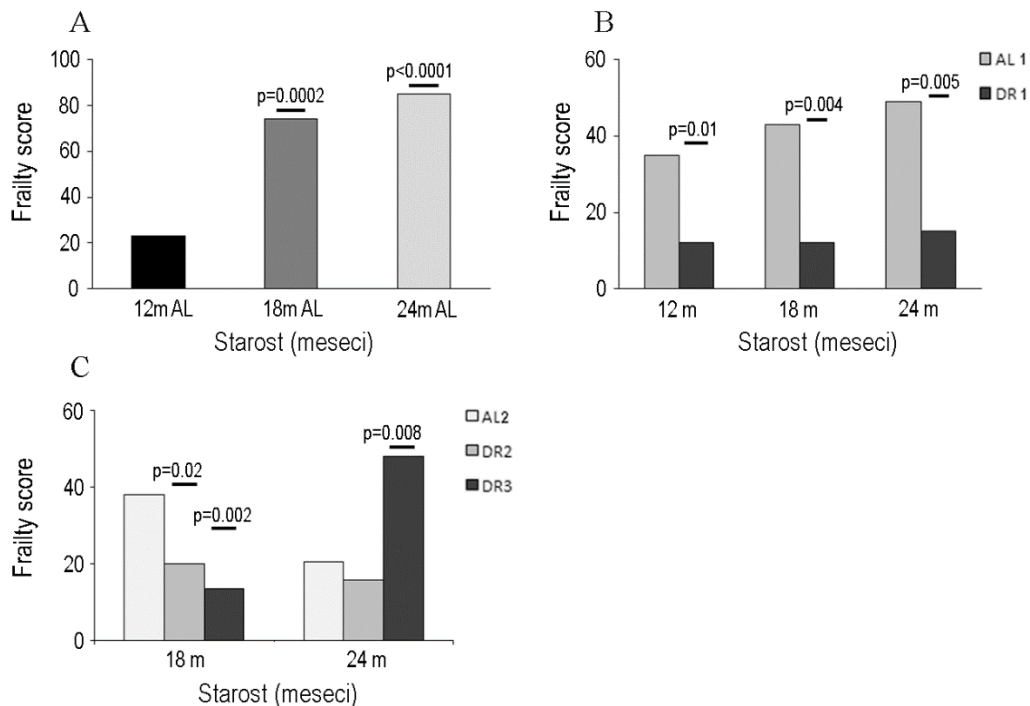 A
Frailty score
100
80
60
40
20
0
p=0.0002
p<0.0001
12m AL
18m AL
24m AL
Starost (meseci)
B
Frailty score
60
40
20
0
p=0.01
p=0.004
p=0.005
AL 1
DR 1
12 m
18 m
24 m
Starost (meseci)
C
Frailty score
60
40
20
0
p=0.02
p=0.002
p=0.008
AL2
DR2
DR3
18 m
24 m
Starost (meseci)